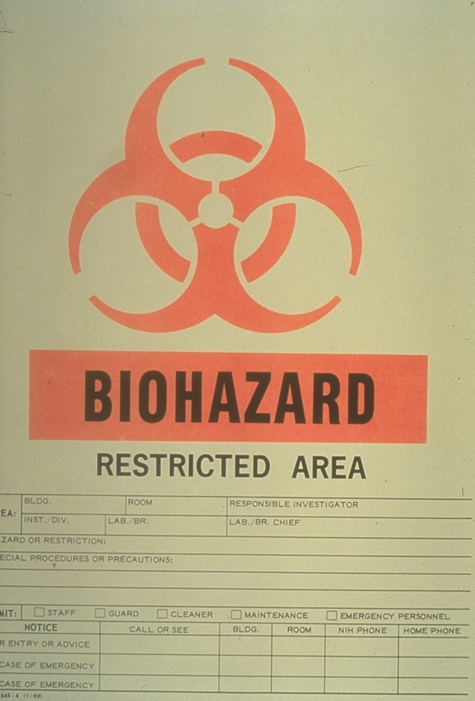 BIOHAZARD
RESTRICTED AREA
EA: BLDG. ROOM RESPONSIBLE INVESTIGATOR
INST./DIV. LAB./BR. LAB./BR. CHIEF
ZARD OR RESTRICTION:
ECIAL PROCEDURES OR PRECAUTIONS:
MIT: STAFF GUARD CLEANER MAINTENANCE EMERGENCY PERSONNEL
NOTICE CALL OR SEE BLDG. ROOM NIH PHONE HOME PHONE
R ENTRY OR ADVICE
CASE OF EMERGENCY
CASE OF EMERGENCY